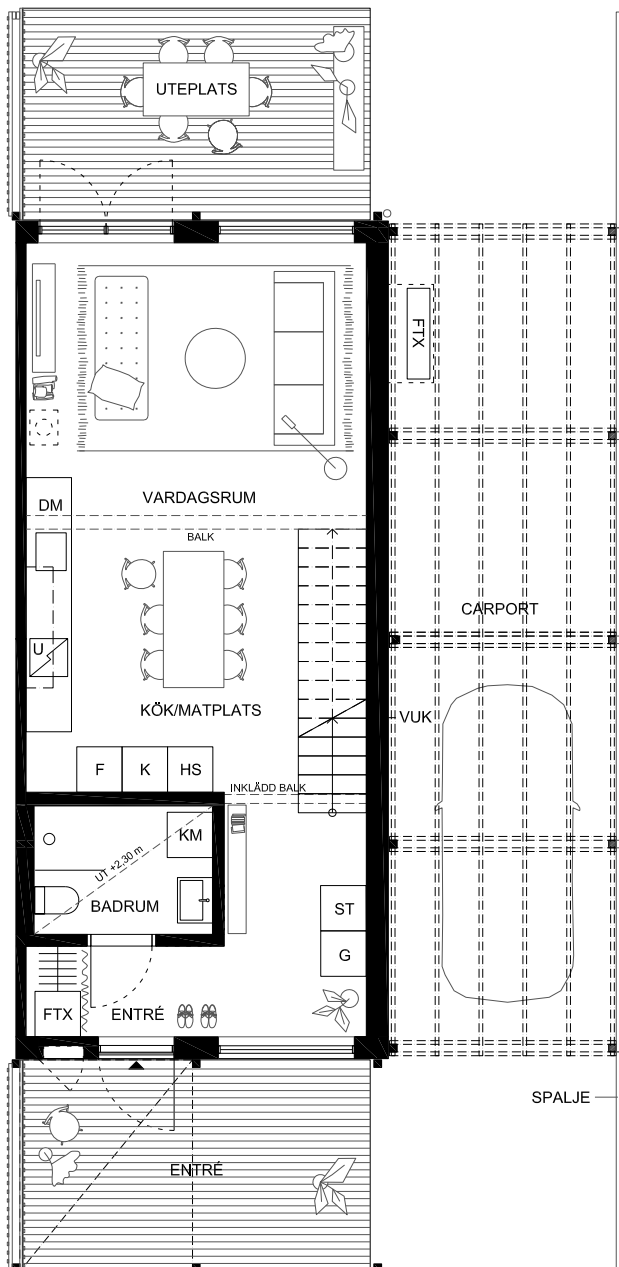 UTEPLATS
FTX
DM
VARDAGSRUM
BALK
CARPORT
U
KÖK/MATPLATS
VUK
F
K
HS
INKLÄDD BALK
KM
UT +2,30 m
BADRUM
ST
G
FTX
ENTRÉ
SPALJE
ENTRÉ